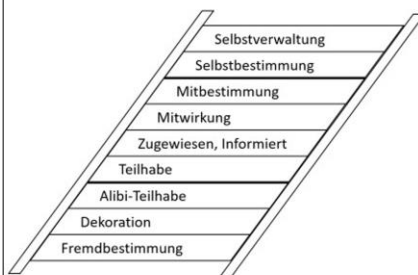 Selbstverwaltung
Selbstbestimmung
Mitbestimmung
Mitwirkung
Zugewiesen, Informiert
Teilhabe
Alibi-Teilhabe
Dekoration
Fremdbestimmung